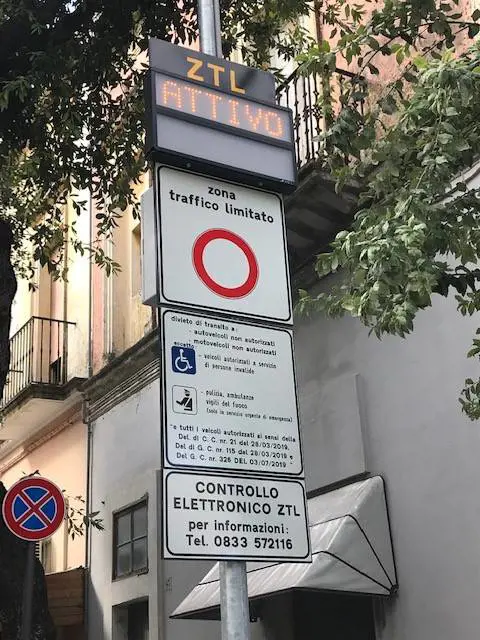 ZTL
ATTIVO
zona
traffico limitato
divieto di transito a:
- autoveicoli non autorizzati
- motoveicoli non autorizzati
eccetto
- veicoli autorizzati a servizio
di persone invalide
- pulizia, ambulanze
vigili del fuoco
(solo in servizio urgente di emergenza)
"e tutti i veicoli autorizzati ai sensi della
Del. di C. C. nr. 21 del 28/03/2019,
Del di G. C. nr. 115 del 28/03/2019 e
Del G. C. nr. 326 DEL 03/07/2019"
CONTROLLO
ELETTRONICO ZTL
per informazioni:
Tel. 0833 572116